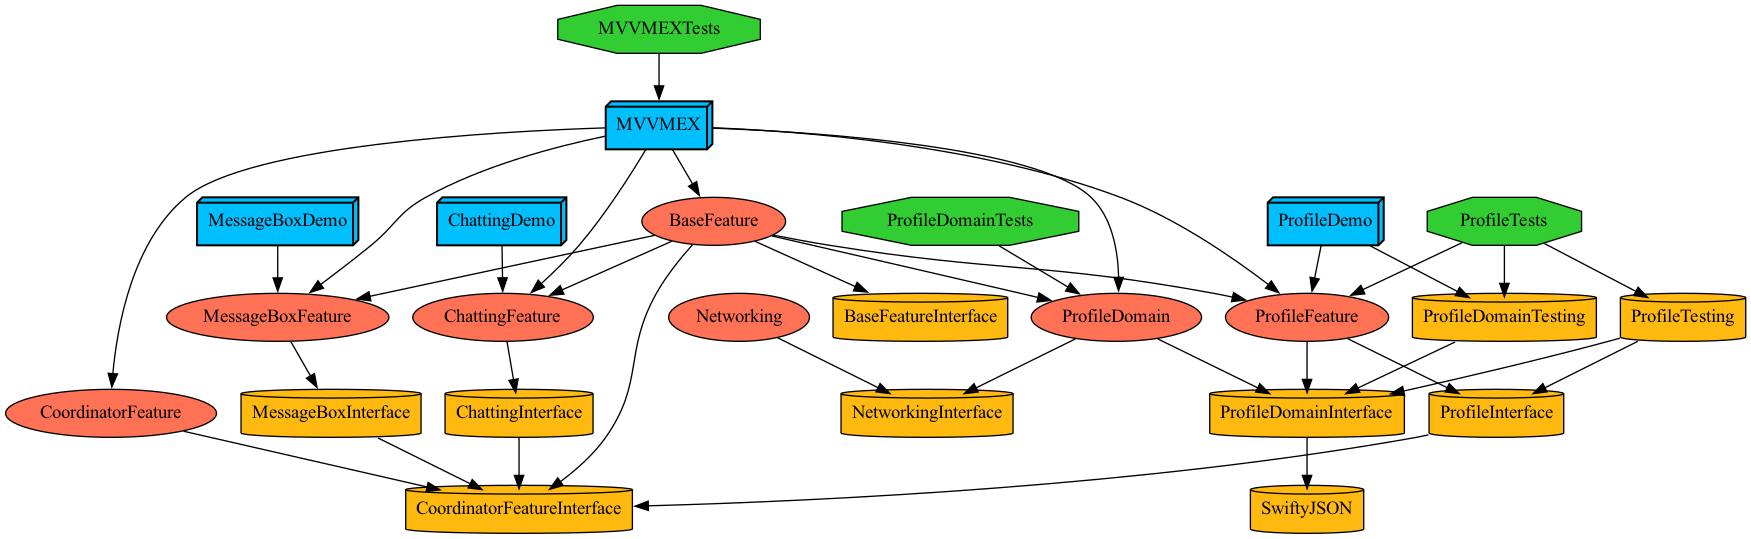 MVVMEXTests
MVVMEX
MessageBoxDemo
ChattingDemo
BaseFeature
ProfileDomainTests
ProfileDemo
ProfileTests
MessageBoxFeature
ChattingFeature
Networking
BaseFeatureInterface
ProfileDomain
ProfileFeature
ProfileDomainTesting
ProfileTesting
CoordinatorFeature
MessageBoxInterface
ChattingInterface
NetworkingInterface
ProfileDomainInterface
ProfileInterface
CoordinatorFeatureInterface
SwiftyJSON